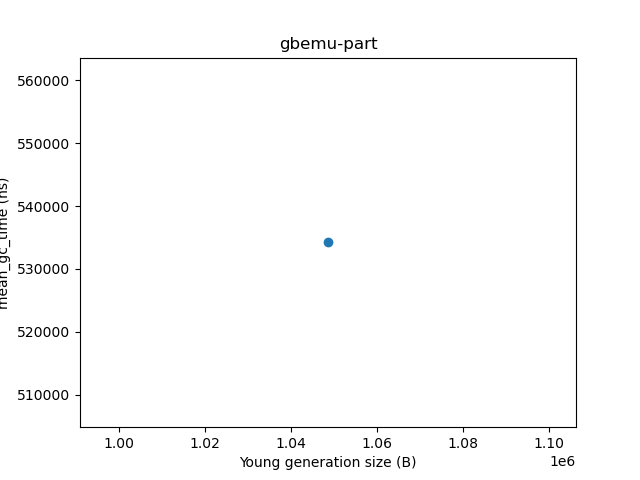 gbemu-part
560000
550000
540000
530000
520000
510000
mean_gc_time (ns)
1.00 1.02 1.04 1.06 1.08 1.10
1e6
Young generation size (B)